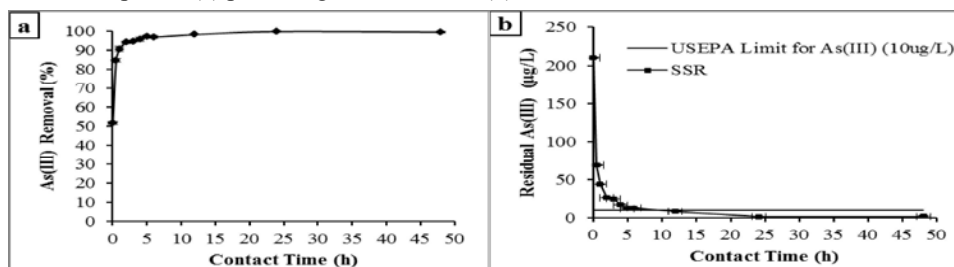 a
As(III) Removal(%)
100
90
80
70
60
50
40
30
20
10
0
0 5 10 15 20 25 30 35 40 45 50
Contact Time (h)
b
Residual As(III) (µg/L)
250
200
150
100
50
0
USEPA Limit for As(III) (10ug/L)
SSR
0 5 10 15 20 25 30 35 40 45 50
Contact Time (h)